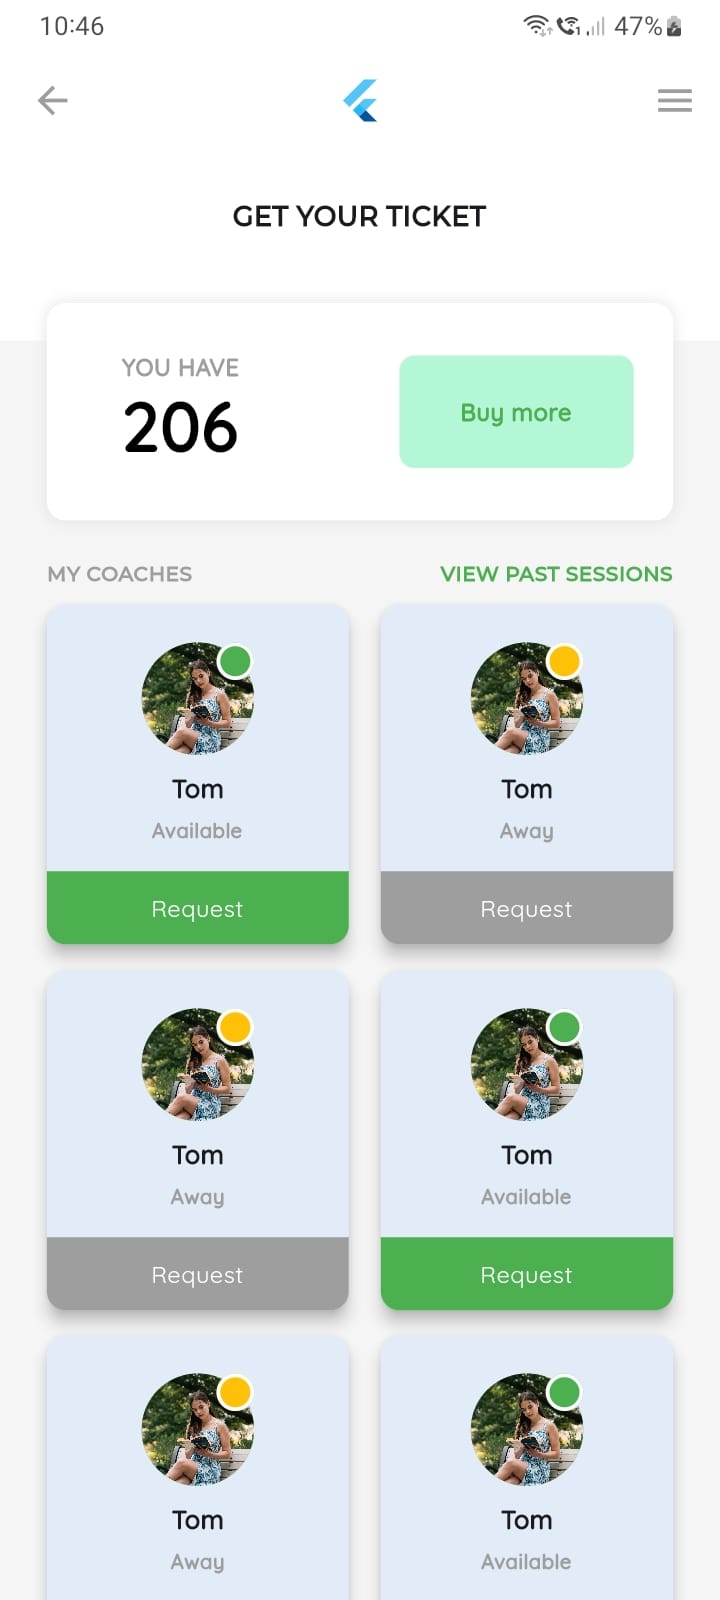 10:46
47%
GET YOUR TICKET
YOU HAVE
206
Buy more
MY COACHES
VIEW PAST SESSIONS
Tom
Available
Request
Tom
Away
Request
Tom
Away
Request
Tom
Available
Request
Tom
Away
Tom
Available